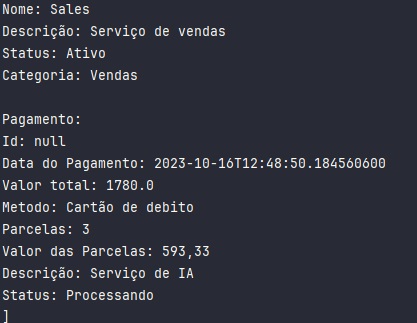 Nome: Sales
Descrição: Serviço de vendas
Status: Ativo
Categoria: Vendas

Pagamento:
Id: null
Data do Pagamento: 2023-10-16T12:48:50.184560600
Valor total: 1780.0
Metodo: Cartão de debito
Parcelas: 3
Valor das Parcelas: 593,33
Descrição: Serviço de IA
Status: Processando
]